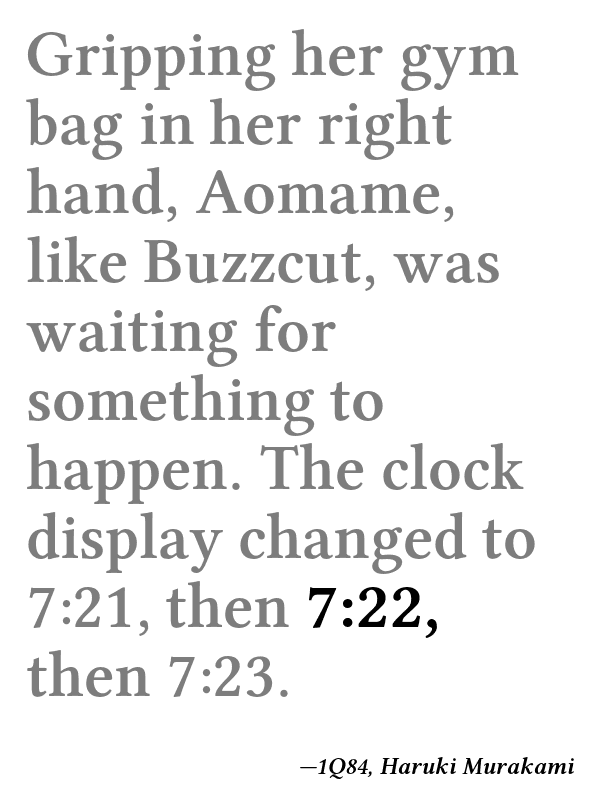 Gripping her gym
bag in her right
hand, Aomame,
like Buzzcut, was
waiting for
something to
happen. The clock
display changed to
7:21, then 7:22,
then 7:23.
—1Q84, Haruki Murakami